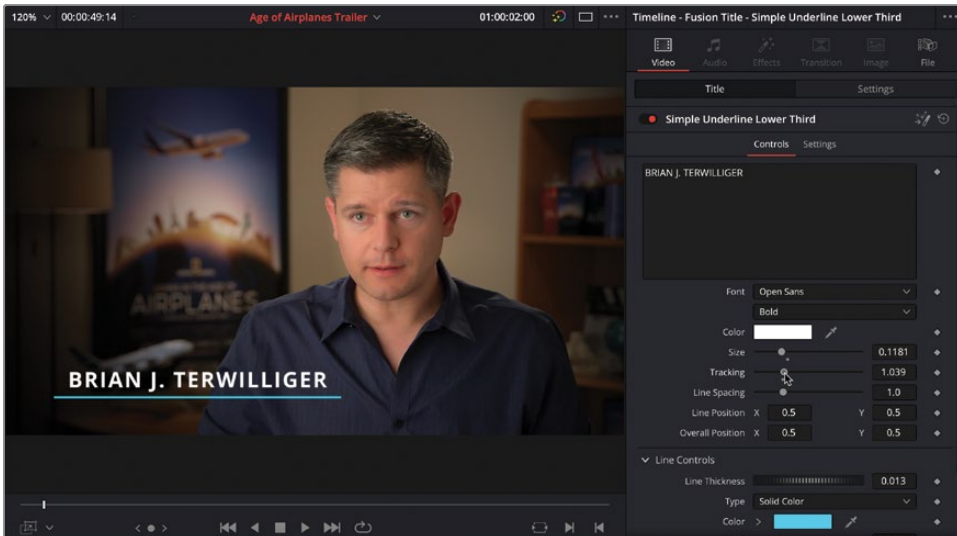 120% 00:00:49:14 Age of Airplanes Trailer 01:00:02:00
Timeline - Fusion Title - Simple Underline Lower Third
Video Audio Effects Transition Image File
Title Settings
Simple Underline Lower Third
Controls Settings
BRIAN J. TERWILLIGER
Font Open Sans
Bold
Color
Size 0.1181
Tracking 1.039
Line Spacing 1.0
Line Position X 0.5 Y 0.5
Overall Position X 0.5 Y 0.5
Line Controls
Line Thickness 0.013
Type Solid Color
Color
AIRPLANES
BRIAN J. TERWILLIGER